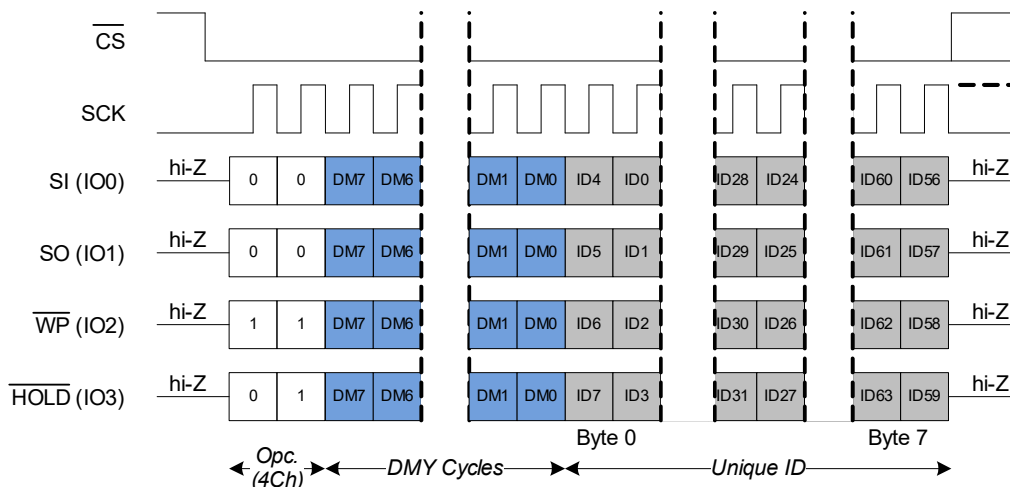 CS
SCK
hi-Z hi-Z
SI (IO0) 0 0 DM7 DM6 DM1 DM0 ID4 ID0 ID28 ID24 ID60 ID56
hi-Z hi-Z
SO (IO1) 0 0 DM7 DM6 DM1 DM0 ID5 ID1 ID29 ID25 ID61 ID57
hi-Z hi-Z
WP (IO2) 1 1 DM7 DM6 DM1 DM0 ID6 ID2 ID30 ID26 ID62 ID58
hi-Z hi-Z
HOLD (IO3) 0 1 DM7 DM6 DM1 DM0 ID7 ID3 ID31 ID27 ID63 ID59
Byte 0 Byte 7
Opc.
(4Ch) DMY Cycles Unique ID